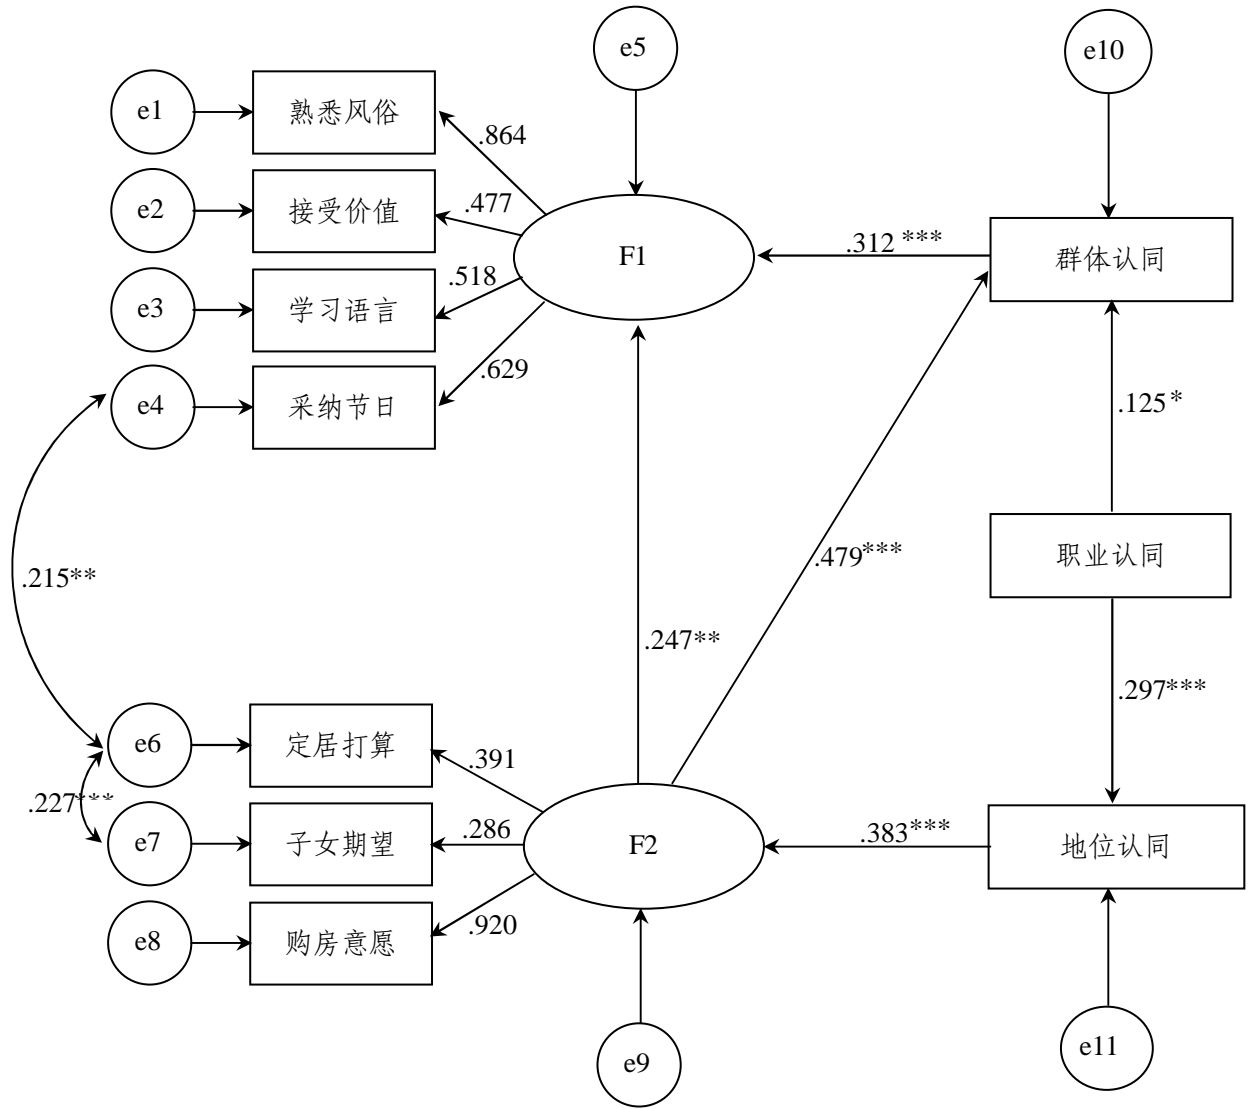 e5
e10
e1
熟悉风俗
.864
e2
接受价值
.477
F1
.312 ***
群体认同
e3
学习语言
.518
e4
采纳节日
.629
.125*
.215**
.479***
职业认同
.247**
.297***
e6
定居打算
.391
.227***
e7
子女期望
.286
F2
.383***
地位认同
e8
购房意愿
.920
e9
e11